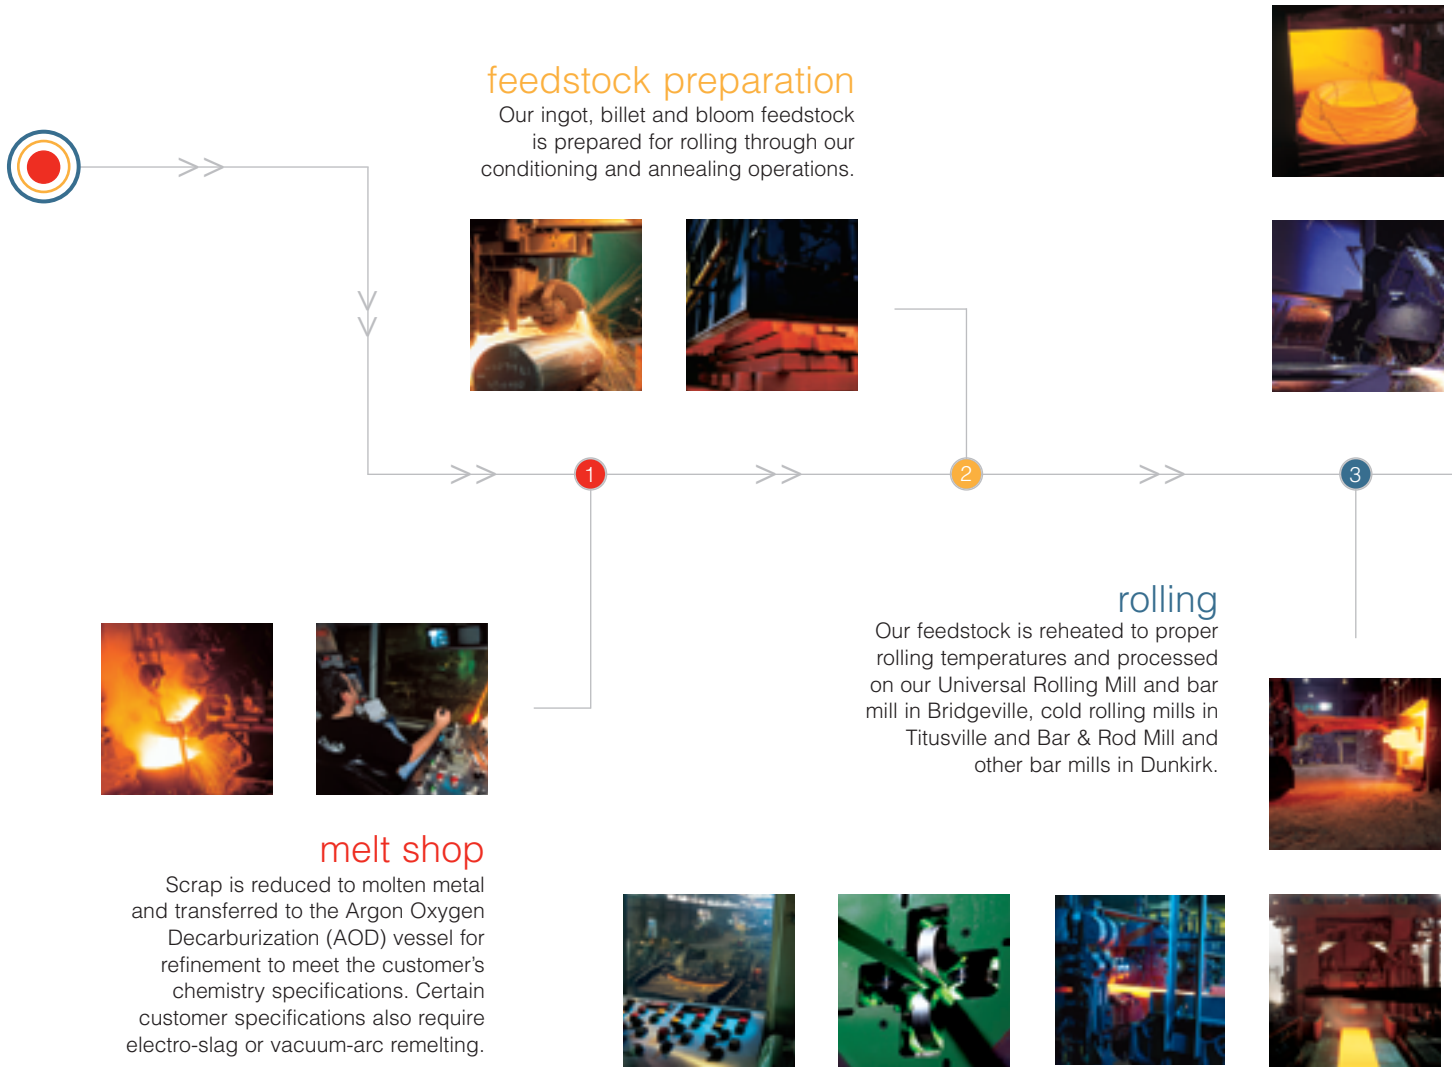 feedstock preparation
Our ingot, billet and bloom feedstock
is prepared for rolling through our
conditioning and annealing operations.
1
2
3
rolling
Our feedstock is reheated to proper
rolling temperatures and processed
on our Universal Rolling Mill and bar
mill in Bridgeville, cold rolling mills in
Titusville and Bar & Rod Mill and
other bar mills in Dunkirk.
melt shop
Scrap is reduced to molten metal
and transferred to the Argon Oxygen
Decarburization (AOD) vessel for
refinement to meet the customer’s
chemistry specifications. Certain
customer specifications also require
electro-slag or vacuum-arc remelting.